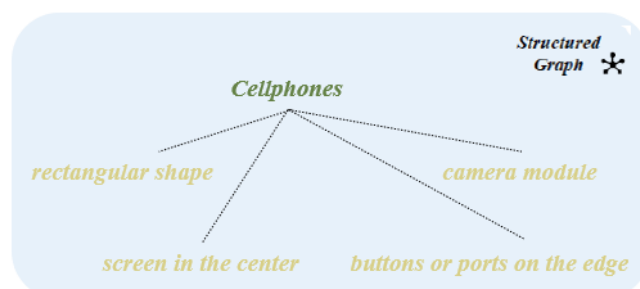 Structured
Graph
Cellphones
rectangular shape
camera module
screen in the center
buttons or ports on the edge